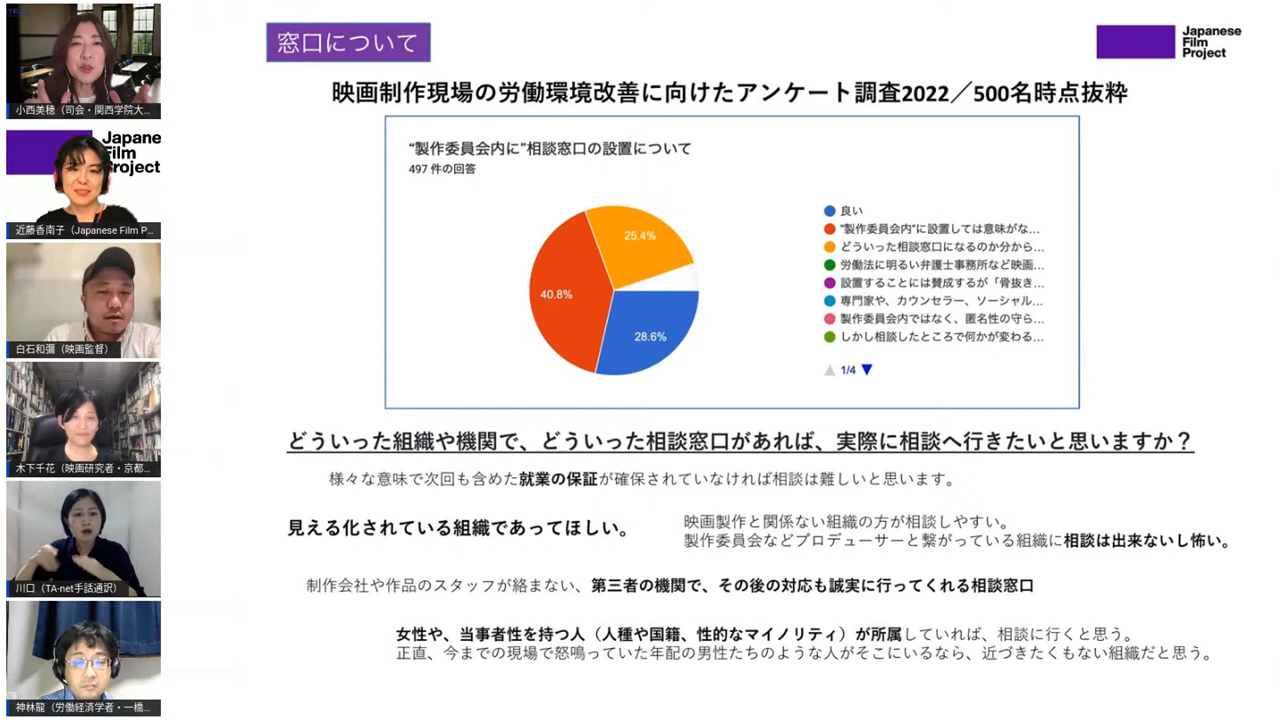 窓口について
Japanese
Film
Project
映画制作現場の労働環境改善に向けたアンケート調査2022／500名時点抜粋
“製作委員会内に”相談窓口の設置について
497 件の回答
25.4%
40.8%
28.6%
良い
"製作委員会内"に設置しては意味がな...
どういった相談窓口になるのか分から...
労働法に明るい弁護士事務所など映画...
設置することには賛成するが「骨抜き...
専門家や、カウンセラー、ソーシャル...
製作委員会内ではなく、匿名性の守ら...
しかし相談したところで何かが変わる...
1/4
どういった組織や機関で、どういった相談窓口があれば、実際に相談へ行きたいと思いますか？
様々な意味で次回も含めた就業の保証が確保されていなければ相談は難しいと思います。
見える化されている組織であってほしい。
映画製作と関係ない組織の方が相談しやすい。
製作委員会などプロデューサーと繋がっている組織に相談は出来ないし怖い。
制作会社や作品のスタッフが絡まない、第三者の機関で、その後の対応も誠実に行ってくれる相談窓口
女性や、当事者性を持つ人（人種や国籍、性的なマイノリティ）が所属していれば、相談に行くと思う。
正直、今までの現場で怒鳴っていた年配の男性たちのような人がそこにいるなら、近づきたくもない組織だと思う。
小西美穂（司会・関西学院大...
Japane
Film
Project
近藤香南子（Japanese Film P...
白石和彌（映画監督）
木下千花（映画研究者・京都...
川口（TA-net手話通訳）
神林龍（労働経済学者・一橋...